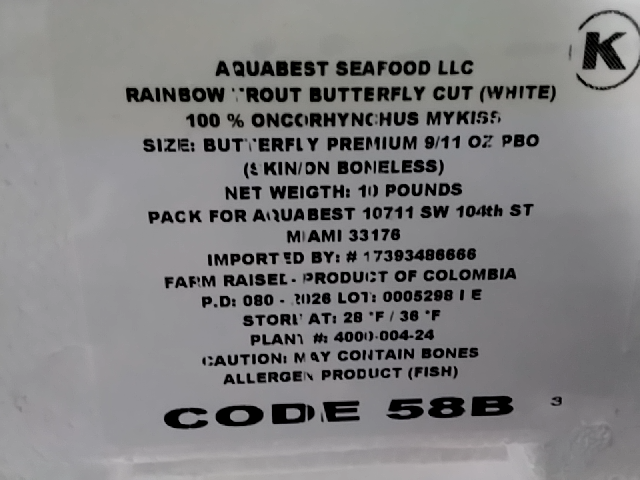 K
AQUABEST SEAFOOD LLC
RAINBOW TROUT BUTTERFLY CUT (WHITE)
100 % ONCORHYNCHUS MYKISS
SIZE: BUTTERFLY PREMIUM 9/11 OZ PBO
(SKIN/ON BONELESS)
NET WEIGTH: 10 POUNDS
PACK FOR AQUABEST 10711 SW 104th ST
MIAMI 33176
IMPORTED BY: # 17393486666
FARM RAISED - PRODUCT OF COLOMBIA
P.D: 080 - 2026 LOT: 0005298 I E
STORE AT: 28 °F / 36 °F
PLANT #: 4000-004-24
CAUTION: MAY CONTAIN BONES
ALLERGEN PRODUCT (FISH)
CODE 58B 3